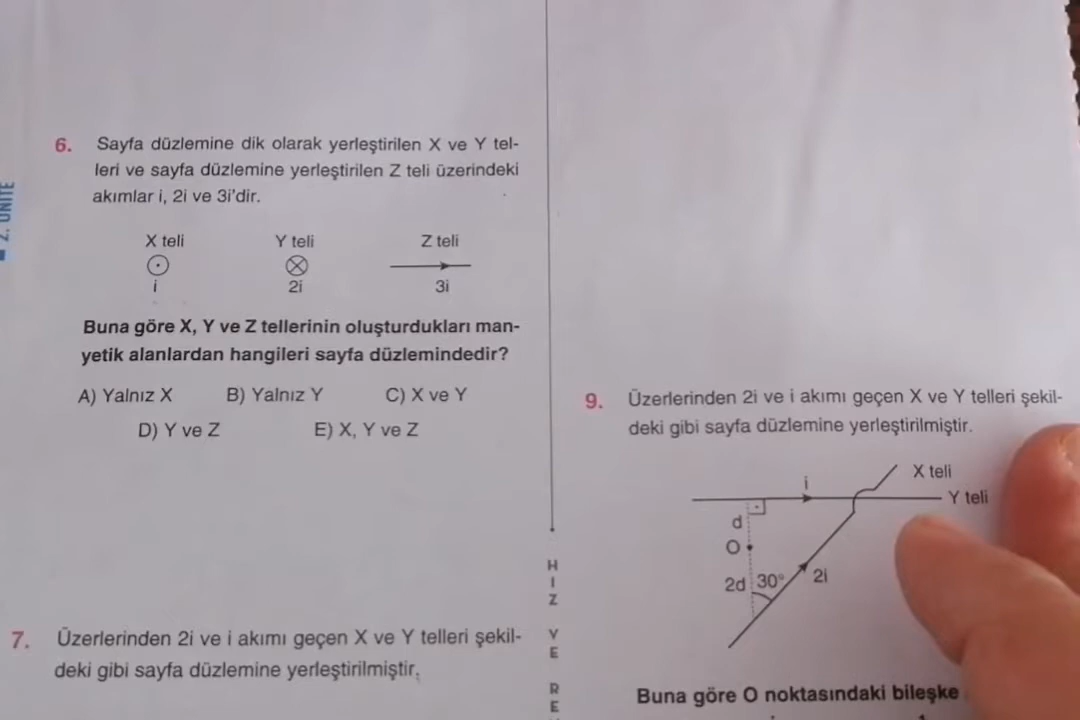 2. ÜNİTE
6. Sayfa düzlemine dik olarak yerleştirilen X ve Y tel-
leri ve sayfa düzlemine yerleştirilen Z teli üzerindeki
akımlar i, 2i ve 3i'dir.
X teli Y teli Z teli
i 2i 3i
Buna göre X, Y ve Z tellerinin oluşturdukları man-
yetik alanlardan hangileri sayfa düzlemindedir?
A) Yalnız X B) Yalnız Y C) X ve Y
D) Y ve Z E) X, Y ve Z
7. Üzerlerinden 2i ve i akımı geçen X ve Y telleri şekil-
deki gibi sayfa düzlemine yerleştirilmiştir.
H
I
Z
V
E
R
E
9. Üzerlerinden 2i ve i akımı geçen X ve Y telleri şekil-
deki gibi sayfa düzlemine yerleştirilmiştir.
X teli
i
Y teli
d
O
2d 30° 2i
Buna göre O noktasındaki bileşke